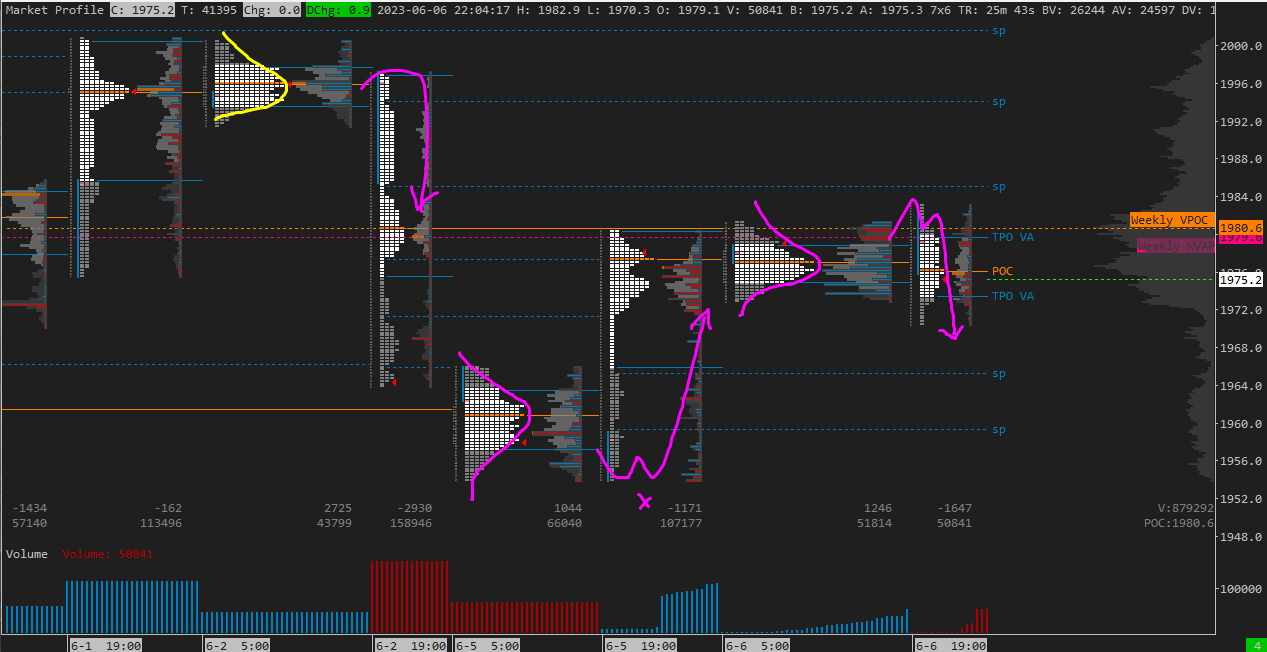 Market Profile C: 1975.2 T: 41395 Chg: 0.0 DChg: 0.9 2023-06-06 22:04:17 H: 1982.9 L: 1970.3 O: 1979.1 V: 50841 B: 1975.2 A: 1975.3 7x6 TR: 25m 43s BV: 26244 AV: 24597 DV: 1
sp
2000.0
1996.0
sp
1992.0
1988.0
sp
1984.0
Weekly VPOC 1980.6
TPO VA
Weekly VWAP
POC
1975.2
TPO VA
1972.0
1968.0
sp
1964.0
1960.0
sp
1956.0
1952.0
-1434 -162 2725 -2930 1044 -1171 1246 -1647 V:879292
57140 113496 43799 158946 66040 107177 51814 50841 POC:1980.6
1948.0
Volume Volume: 50841
100000
6-1 19:00 6-2 5:00 6-2 19:00 6-5 5:00 6-5 19:00 6-6 5:00 6-6 19:00 4